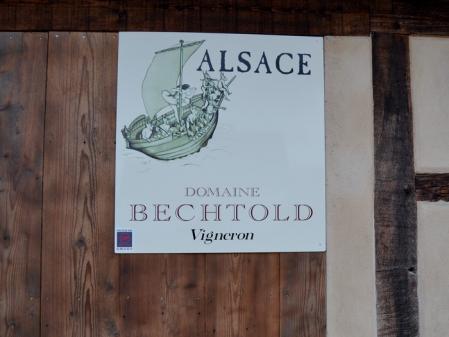 ALSACE
DOMAINE
BECHTOLD
Vigneron